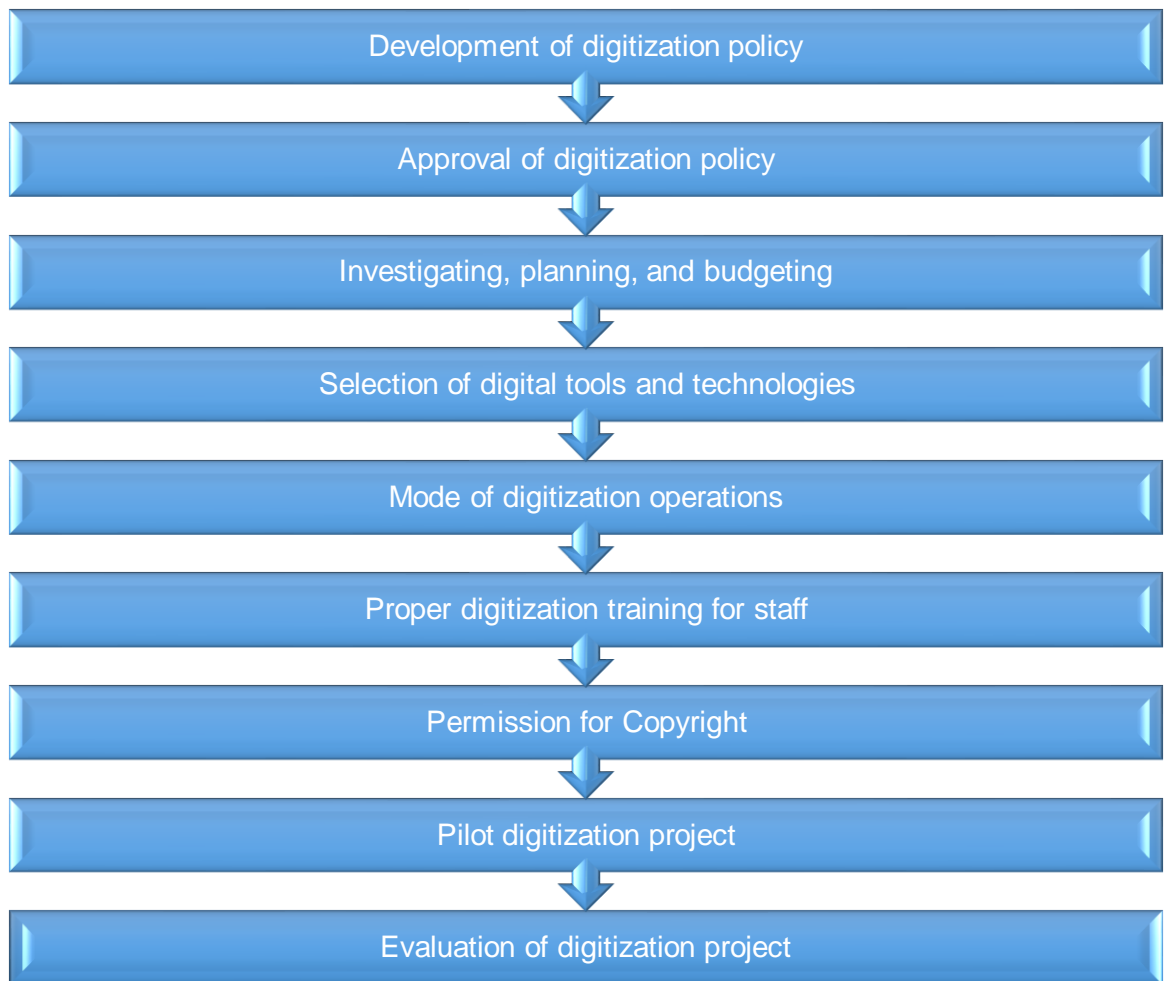 Development of digitization policy
Approval of digitization policy
Investigating, planning, and budgeting
Selection of digital tools and technologies
Mode of digitization operations
Proper digitization training for staff
Permission for Copyright
Pilot digitization project
Evaluation of digitization project